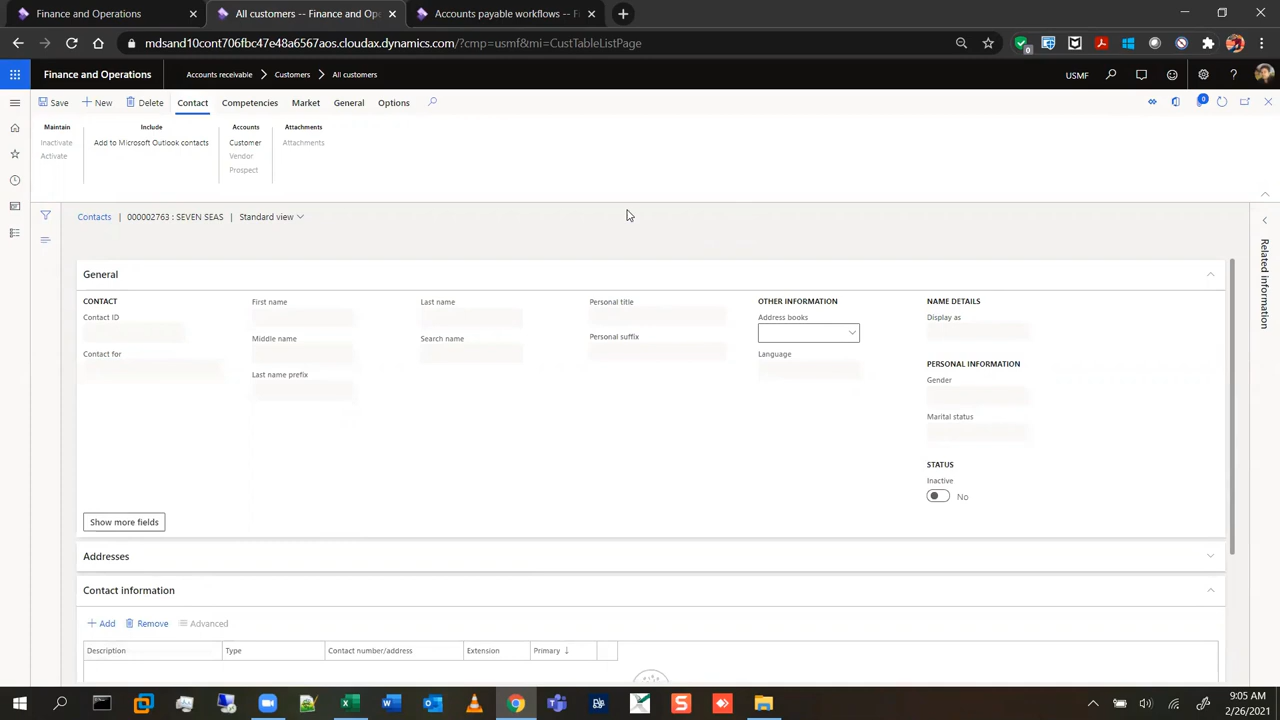 Finance and Operations
All customers -- Finance and Op
Accounts payable workflows -- Fi
mdsand10cont706fbc47e48a6567aos.cloudax.dynamics.com/?cmp=usmf&mi=CustTableListPage
0
Finance and Operations
Accounts receivable > Customers > All customers
USMF
?
Save
New
Delete
Contact
Competencies
Market
General
Options
0
Maintain
Include
Accounts
Attachments
Inactivate
Add to Microsoft Outlook contacts
Customer
Attachments
Activate
Vendor
Prospect
Contacts | 000002763 : SEVEN SEAS | Standard view
Related information
General
CONTACT
First name
Last name
Personal title
OTHER INFORMATION
NAME DETAILS
Contact ID
Address books
Display as
Middle name
Search name
Personal suffix
Contact for
Language
PERSONAL INFORMATION
Last name prefix
Gender
Marital status
STATUS
Inactive
No
Show more fields
Addresses
Contact information
Add
Remove
Advanced
Description
Type
Contact number/address
Extension
Primary
9:05 AM
2/26/2021